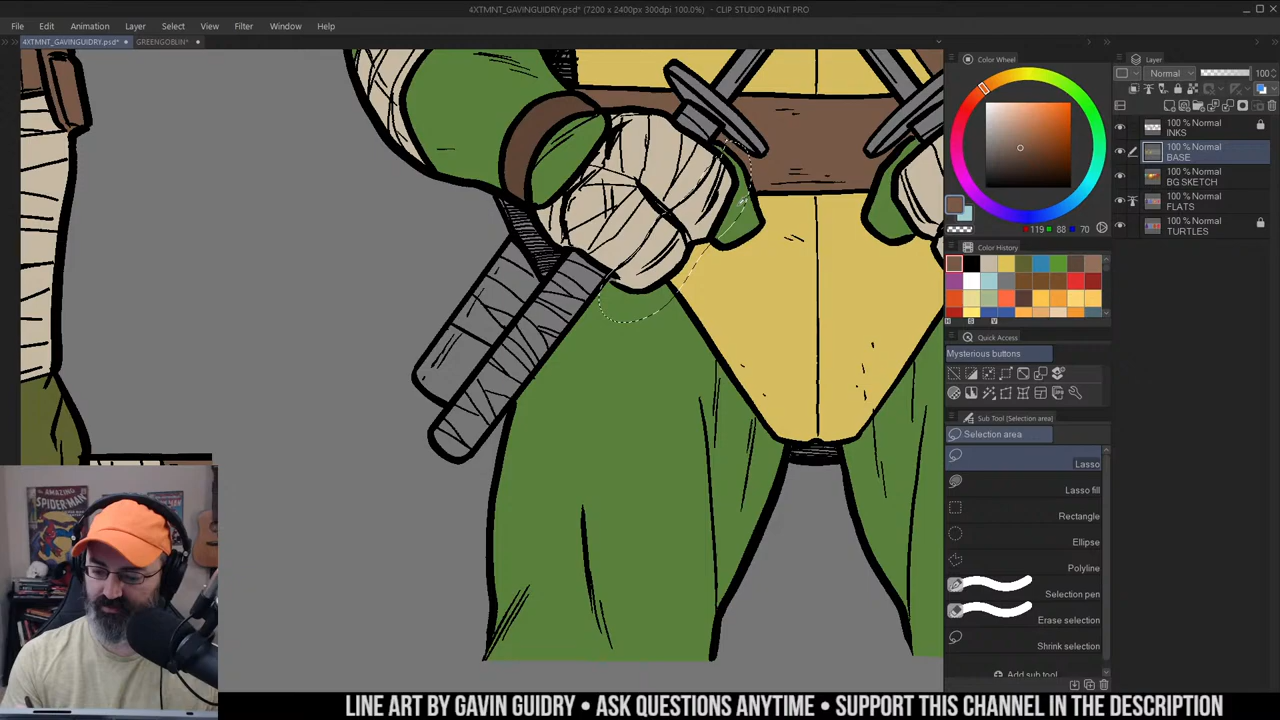 4XTMNT_GAVINGUIDRY.psd* (7200 x 2400px 300dpi 100.0%) - CLIP STUDIO PAINT PRO
File Edit Animation Layer Select View Filter Window Help
4XTMNT_GAVINGUIDRY.psd* GREENGOBLIN*
Color Wheel
119 88 70
Color History
H S V
Quick Access
Mysterious buttons
Sub Tool [Selection area]
Selection area
Lasso
Lasso fill
Rectangle
Ellipse
Polyline
Selection pen
Erase selection
Shrink selection
Add sub tool
Layer
Normal 100
100 % Normal
INKS
100 % Normal
BASE
100 % Normal
BG SKETCH
100 % Normal
FLATS
100 % Normal
TURTLES
AMAZING
SPIDER-MAN
LINE ART BY GAVIN GUIDRY • ASK QUESTIONS ANYTIME • SUPPORT THIS CHANNEL IN THE DESCRIPTION